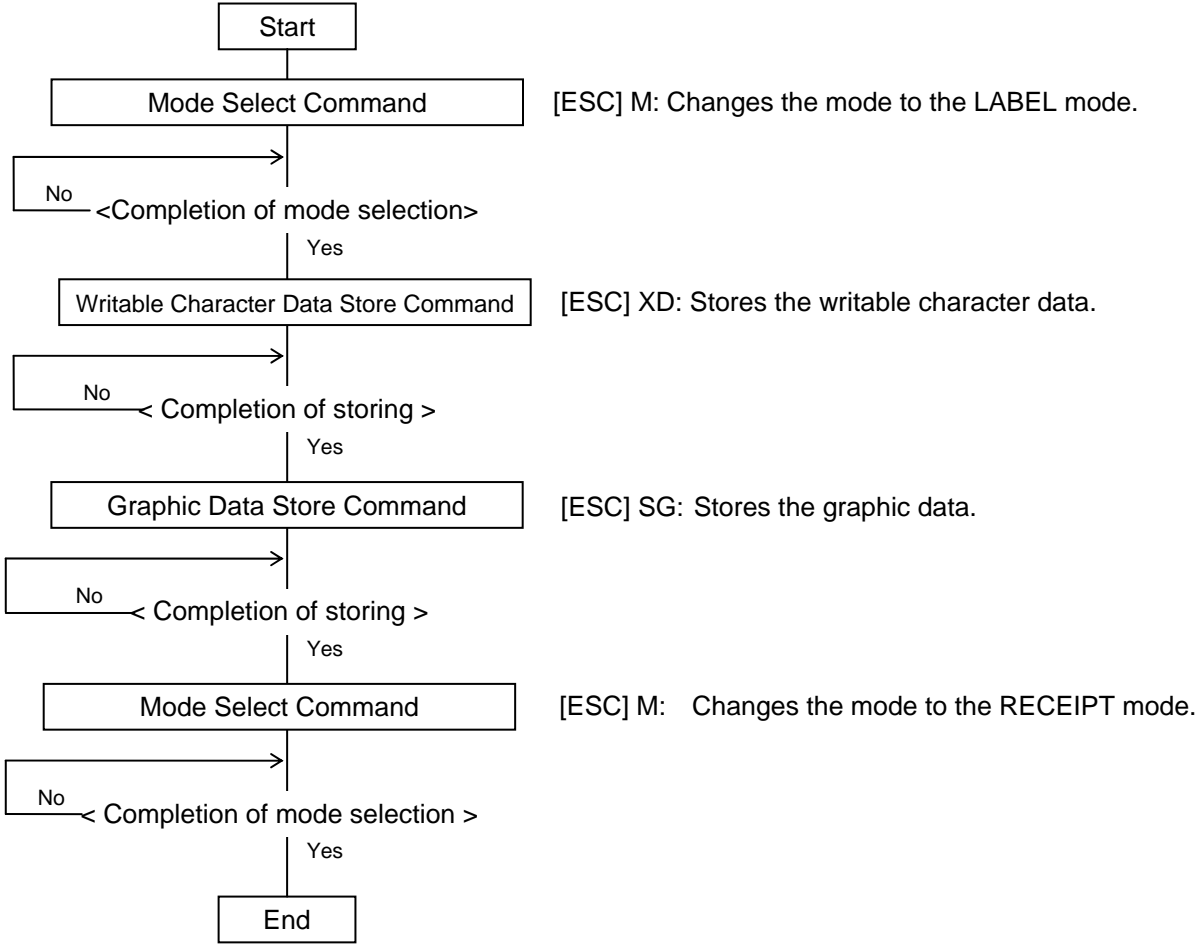 Start
Mode Select Command [ESC] M: Changes the mode to the LABEL mode.
No
<Completion of mode selection>
Yes
Writable Character Data Store Command [ESC] XD: Stores the writable character data.
No
< Completion of storing >
Yes
Graphic Data Store Command [ESC] SG: Stores the graphic data.
No
< Completion of storing >
Yes
Mode Select Command [ESC] M: Changes the mode to the RECEIPT mode.
No
< Completion of mode selection >
Yes
End